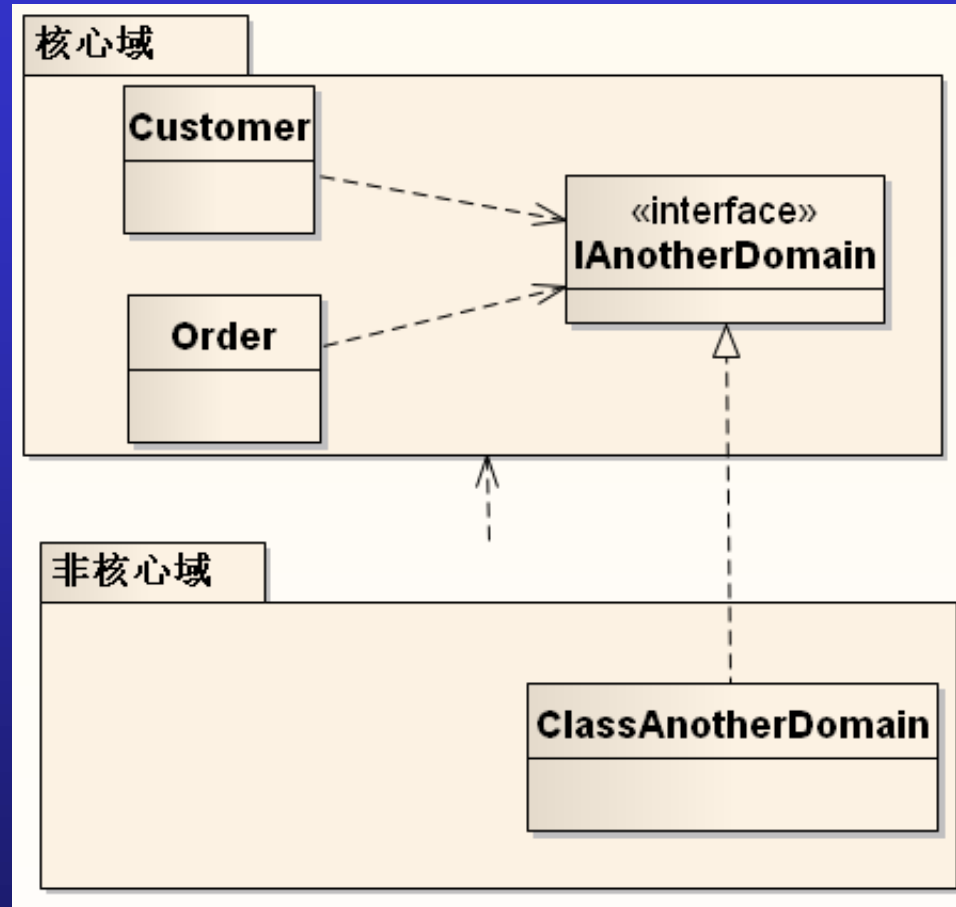 核心域
Customer
«interface»
IAnotherDomain
Order
非核心域
ClassAnotherDomain